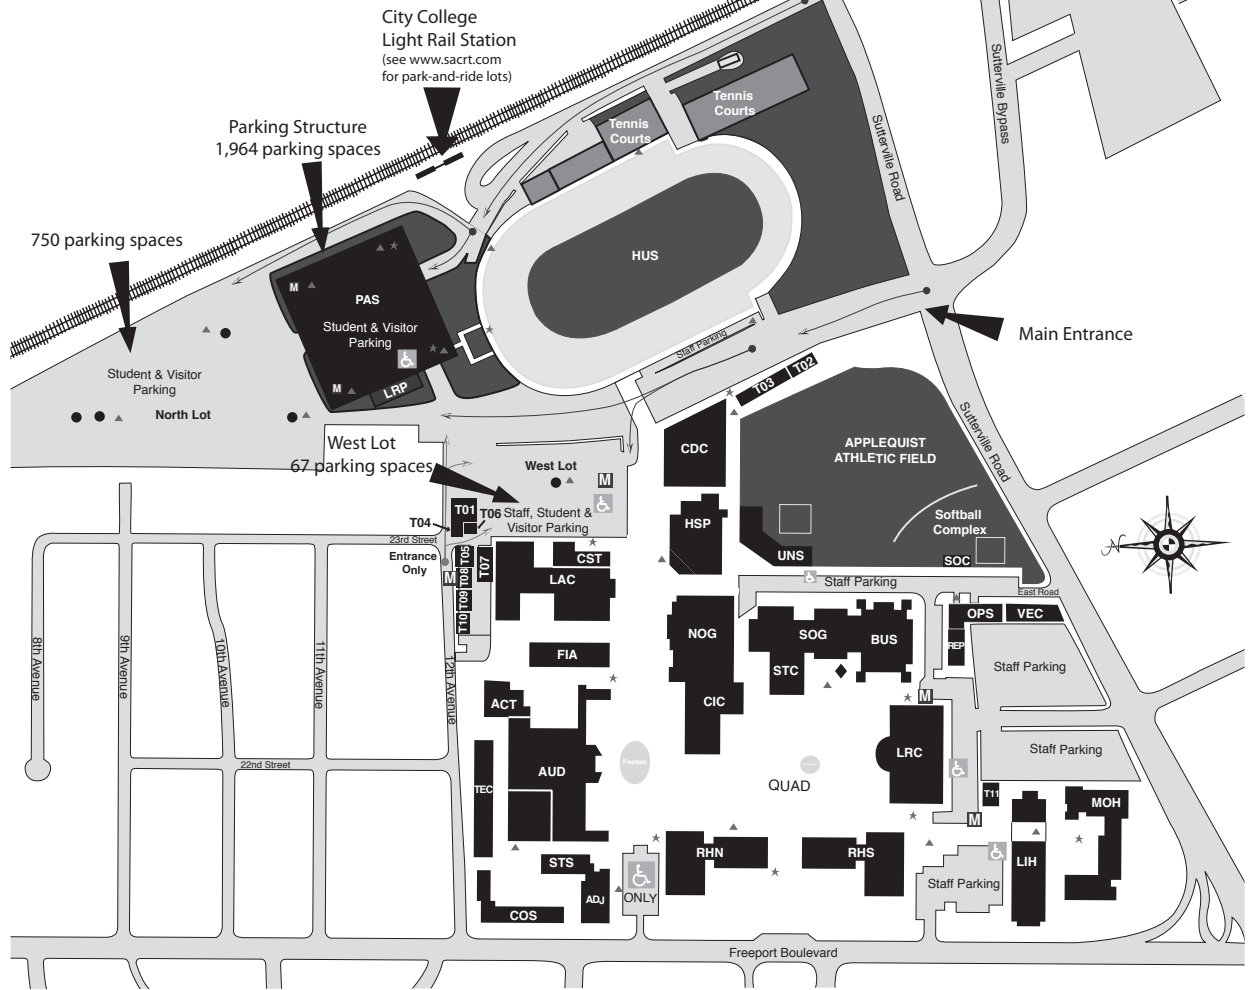 City College
Light Rail Station
(see www.sacrt.com
for park-and-ride lots)
Parking Structure
1,964 parking spaces
750 parking spaces
Tennis
Courts
Tennis
Courts
Sutterville Bypass
Sutterville Road
HUS
M
PAS
Student & Visitor
Parking
M
LRP
Main Entrance
Staff Parking
Student & Visitor
Parking
North Lot
T03
T02
Sutterville Road
West Lot
67 parking spaces
West Lot
M
CDC
APPLEQUIST
ATHLETIC FIELD
T01
T04
T06
Staff, Student &
Visitor Parking
23rd Street
Entrance
Only
HSP
Softball
Complex
UNS
SOC
N
T05
T07
M
T08
T09
T10
CST
LAC
Staff Parking
East Road
OPS
VEC
REP
Staff Parking
8th Avenue
9th Avenue
10th Avenue
11th Avenue
12th Avenue
FIA
NOG
SOG
BUS
STC
CIC
M
ACT
LRC
Staff Parking
22nd Street
TEC
AUD
Fountain
QUAD
T11
M
MOH
STS
ADJ
COS
ONLY
RHN
RHS
LIH
Staff Parking
Freeport Boulevard